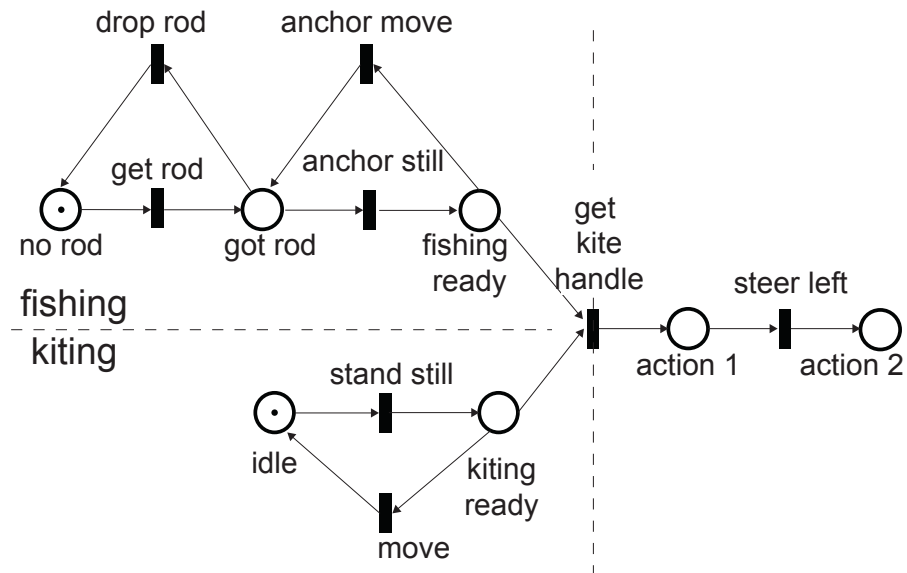 drop rod
anchor move
get rod
anchor still
no rod
got rod
fishing
ready
get
kite
handle
steer left
action 1
action 2
fishing
kiting
stand still
idle
kiting
ready
move